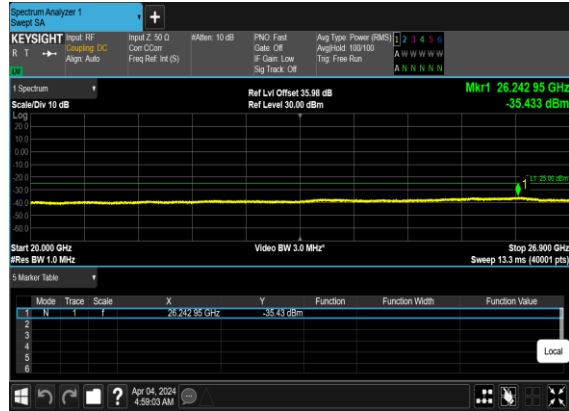 Spectrum Analyzer 1
Swept SA
+
KEYSIGHT Input: RF Input Z: 50 Ω #Atten: 10 dB PNO: Fast Avg Type: Power (RMS) 1 2 3 4 5 6
R T Coupling: DC Corr CCorr Gate: Off Avg|Hold: 100/100 A W W W W W
Align: Auto Freq Ref: Int (S) IF Gain: Low Trig: Free Run
LV Sig Track: Off A N N N N N
1 Spectrum Ref Lvl Offset 35.98 dB Mkr1 26.242 95 GHz
Scale/Div 10 dB Ref Level 30.00 dBm -35.433 dBm
Log
20.0
10.0
0.00
-10.0
-20.0
1 L1 -25.00 dBm
-30.0
-40.0
-50.0
-60.0
Start 20.000 GHz Video BW 3.0 MHz* Stop 26.900 GHz
#Res BW 1.0 MHz Sweep 13.3 ms (40001 pts)
5 Marker Table
Mode Trace Scale X Y Function Function Width Function Value
1 N 1 f 26.242 95 GHz -35.43 dBm
2
3
4
5
6
Local
? Apr 04, 2024
4:59:03 AM